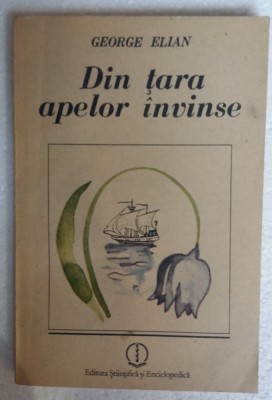 GEORGE ELIAN
Din țara
apelor învinse
Editura Științifică și Enciclopedică